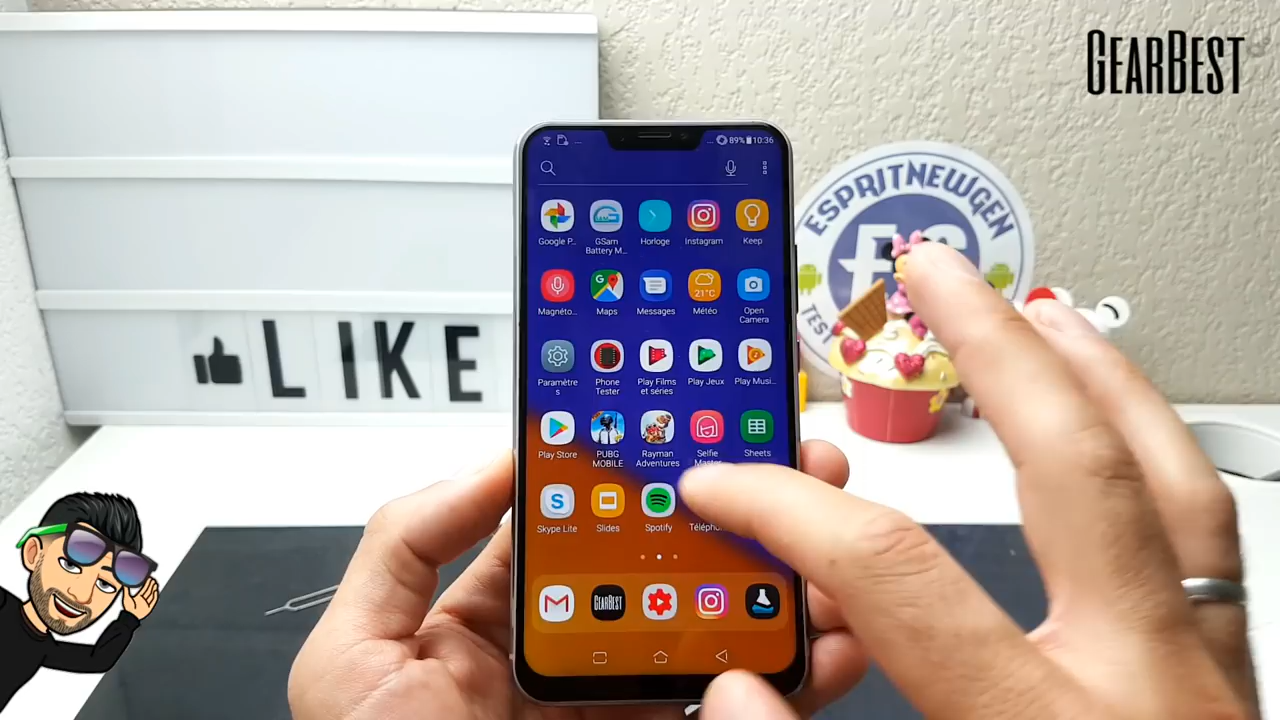 GEARBEST
LIKE
ESPRITNEWGEN
TEST
89% 10:36
Google P...
GSam
Battery M...
Horloge
Instagram
Keep
Magnéto...
Maps
Messages
21°C
Météo
Open
Camera
Paramètre
s
Phone
Tester
Play Films
et séries
Play Jeux
Play Musi...
Play Store
PUBG
MOBILE
Rayman
Adventures
Selfie
Sheets
Skype Lite
Slides
Spotify
GEARBEST